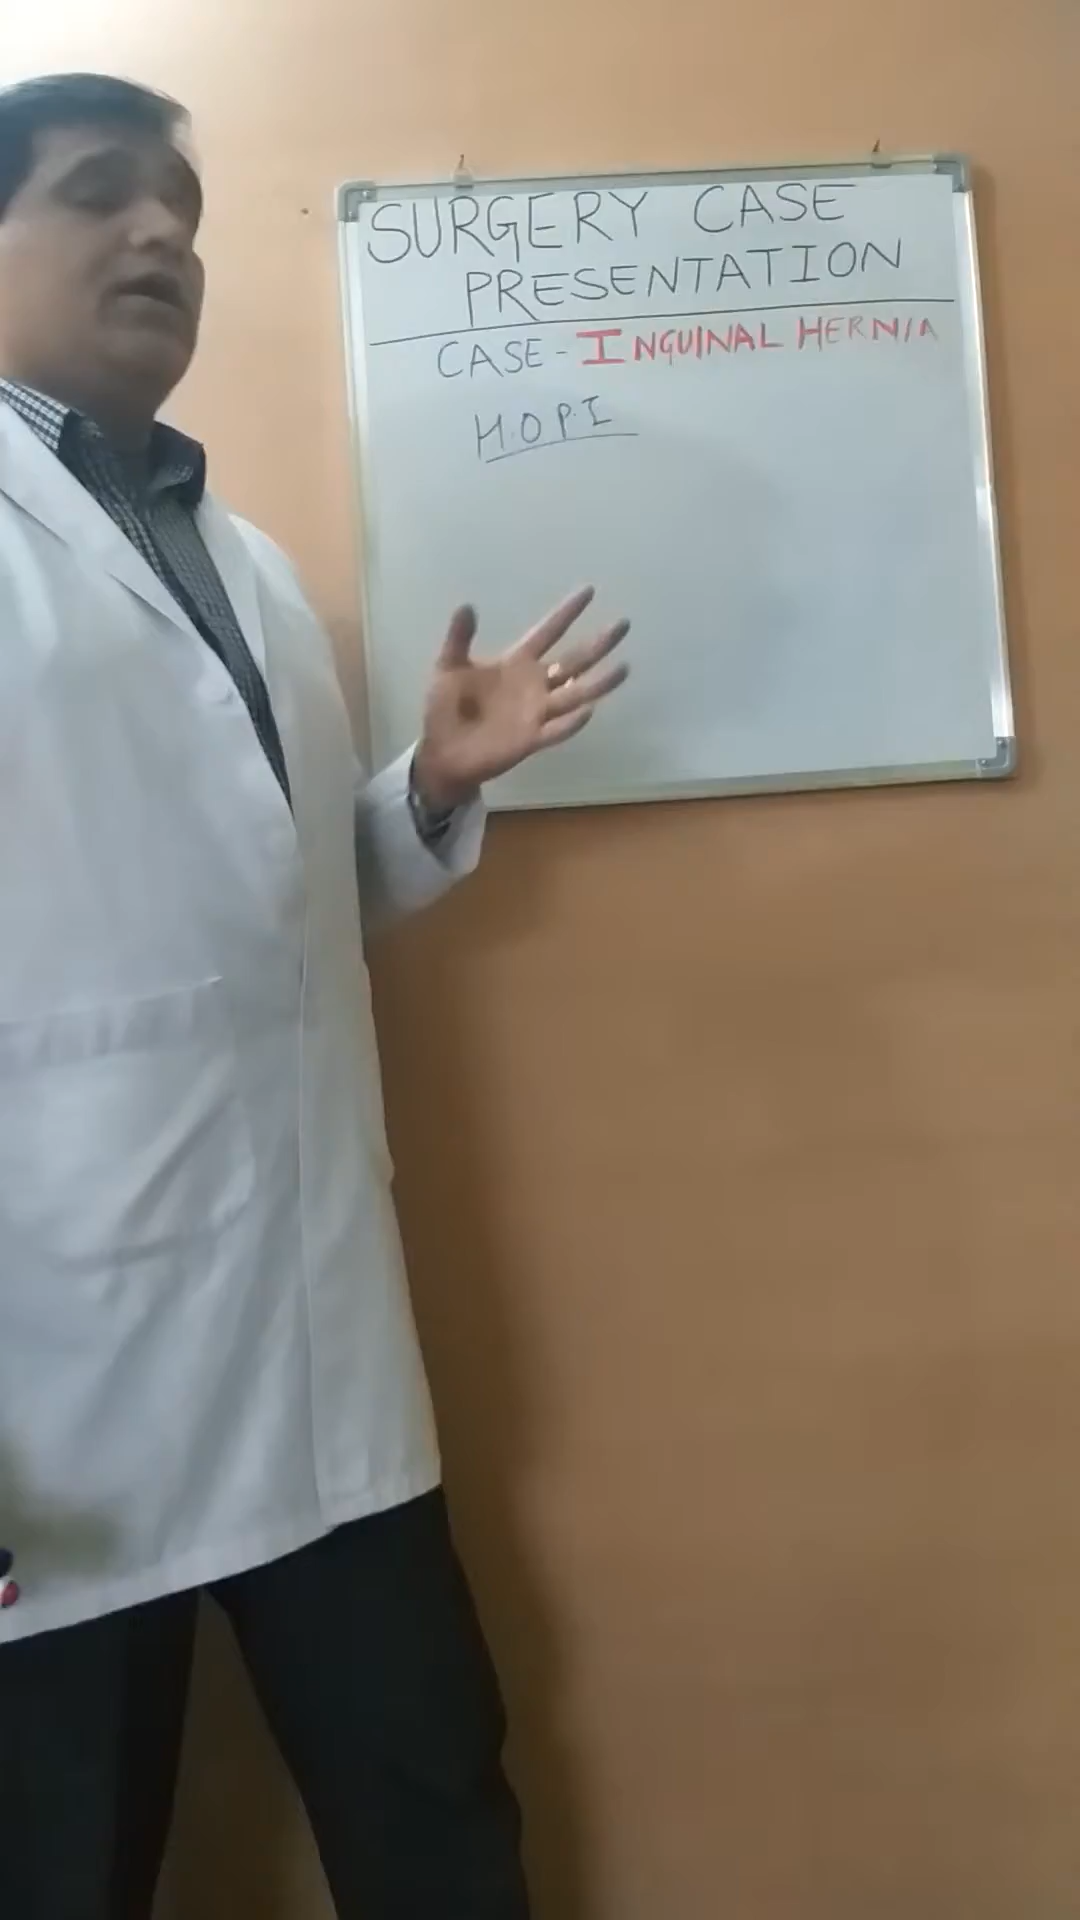 SURGERY CASE
PRESENTATION
CASE - INGUINAL HERNIA
H.O.P.I